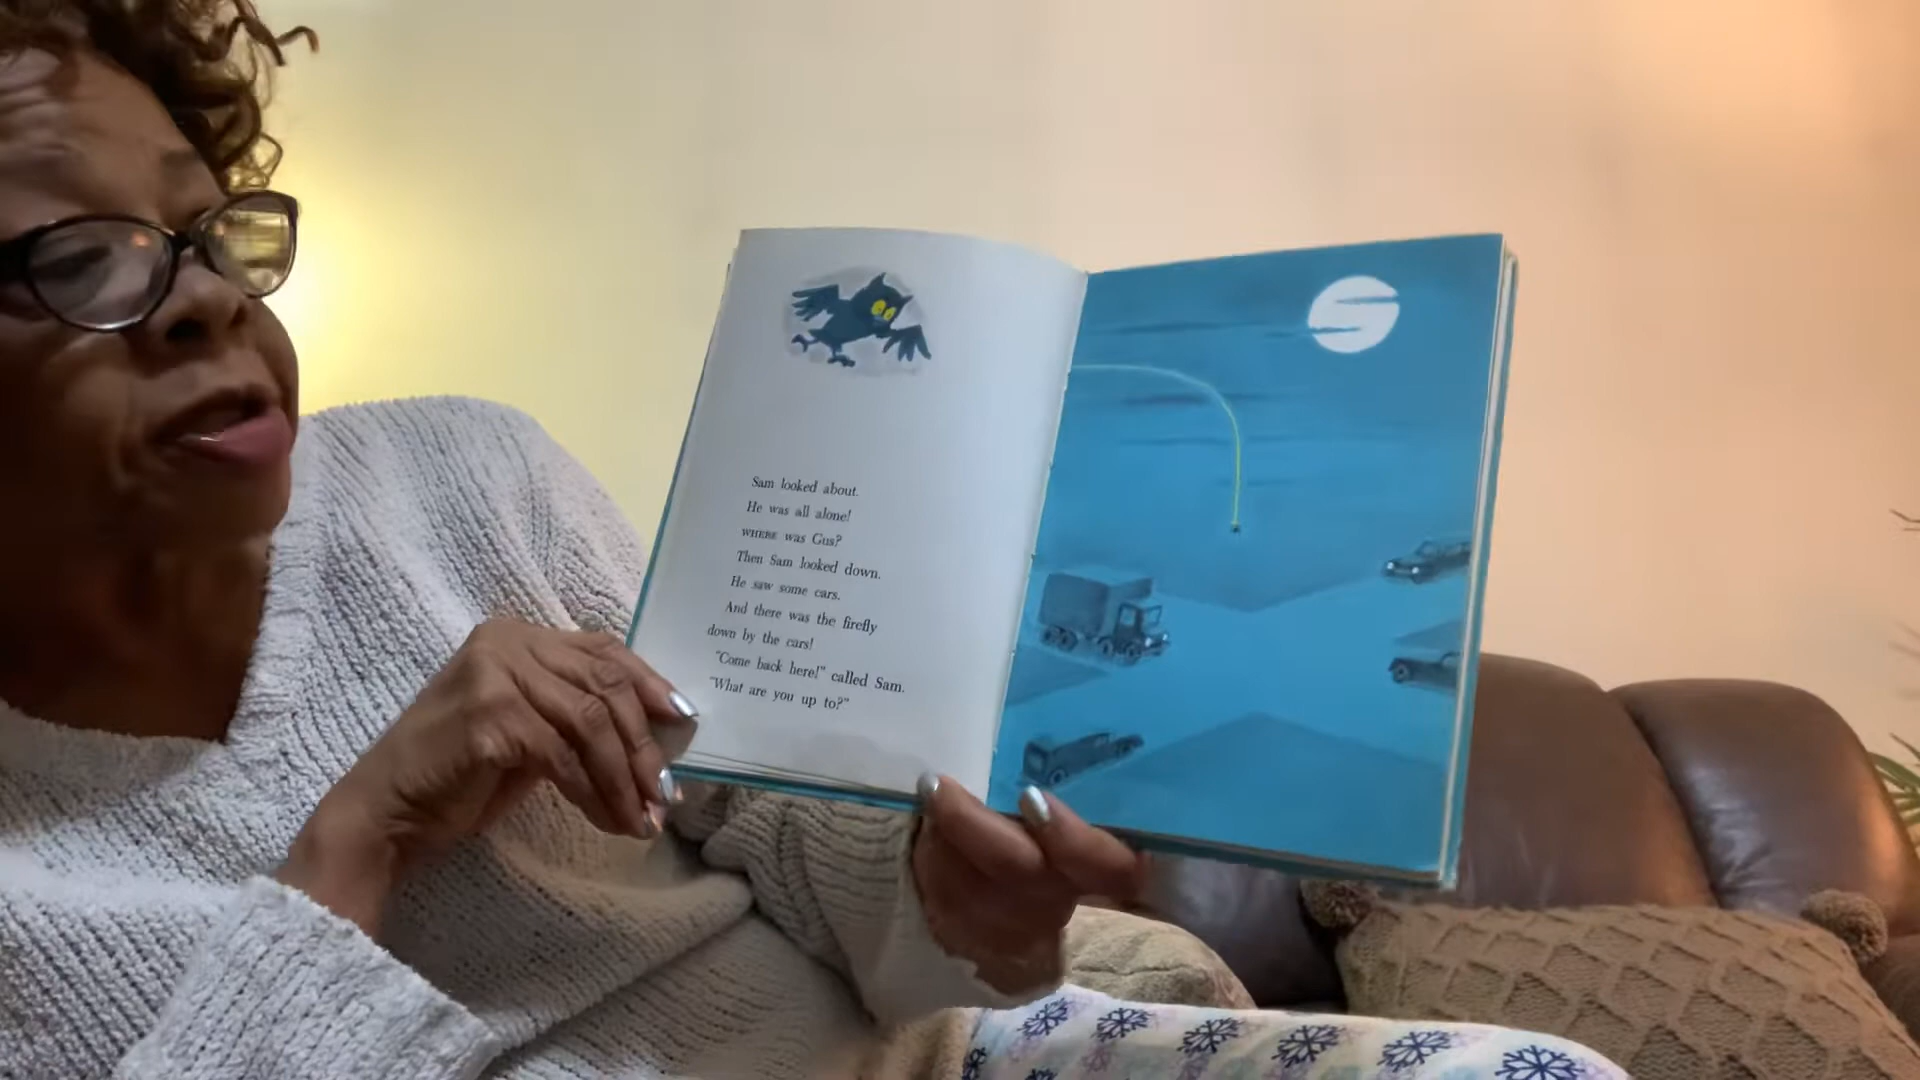 Sam looked about.
He was all alone!
WHERE was Gus?
Then Sam looked down.
He saw some cars.
And there was the firefly
down by the cars!
"Come back here!" called Sam.
"What are you up to?"